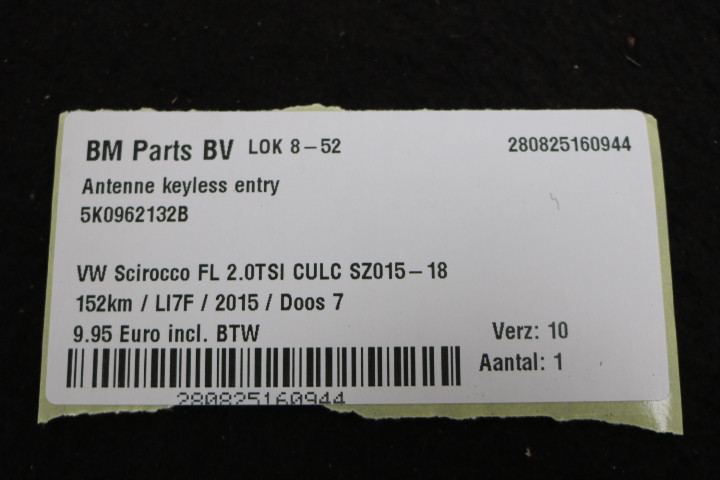 BM Parts BV LOK 8-52 280825160944
Antenne keyless entry
5K0962132B
VW Scirocco FL 2.0TSI CULC SZ015-18
152km / LI7F / 2015 / Doos 7
9.95 Euro incl. BTW Verz: 10
Aantal: 1
280825160944